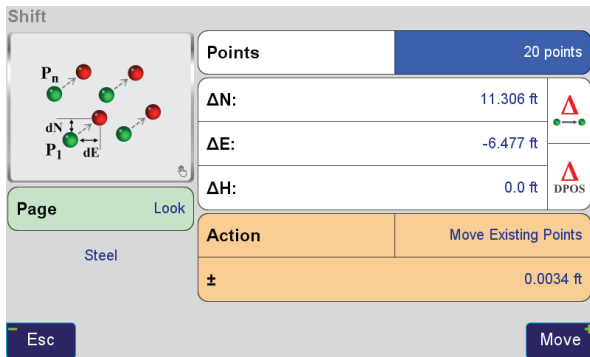 Shift
Points 20 points
Pn
dN
P1 dE
ΔN: 11.306 ft
Δ
ΔE: -6.477 ft
ΔH: 0.0 ft
Δ
DPOS
Page Look
Steel
Action Move Existing Points
± 0.0034 ft
- Esc
Move +